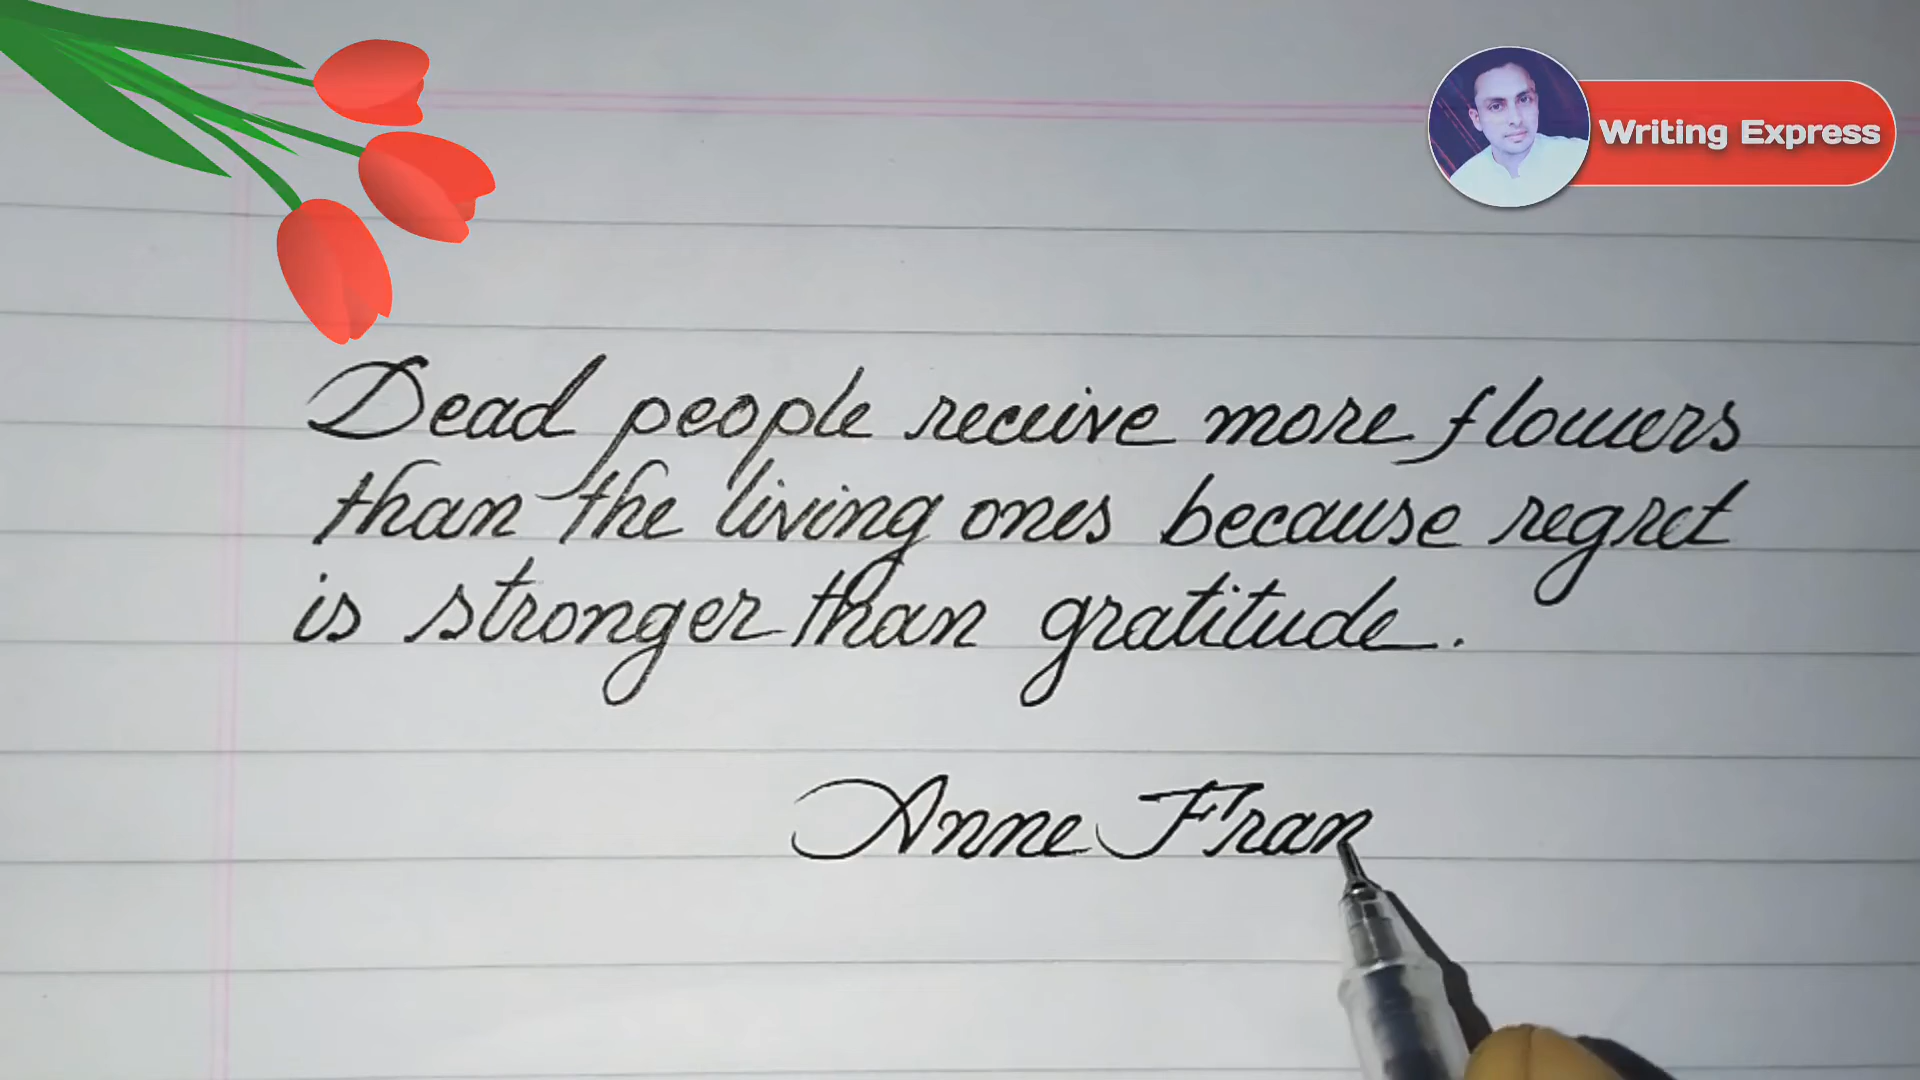 Writing Express
Dead people receive more flowers
than the living ones because regret
is stronger than gratitude.
Anne Fran